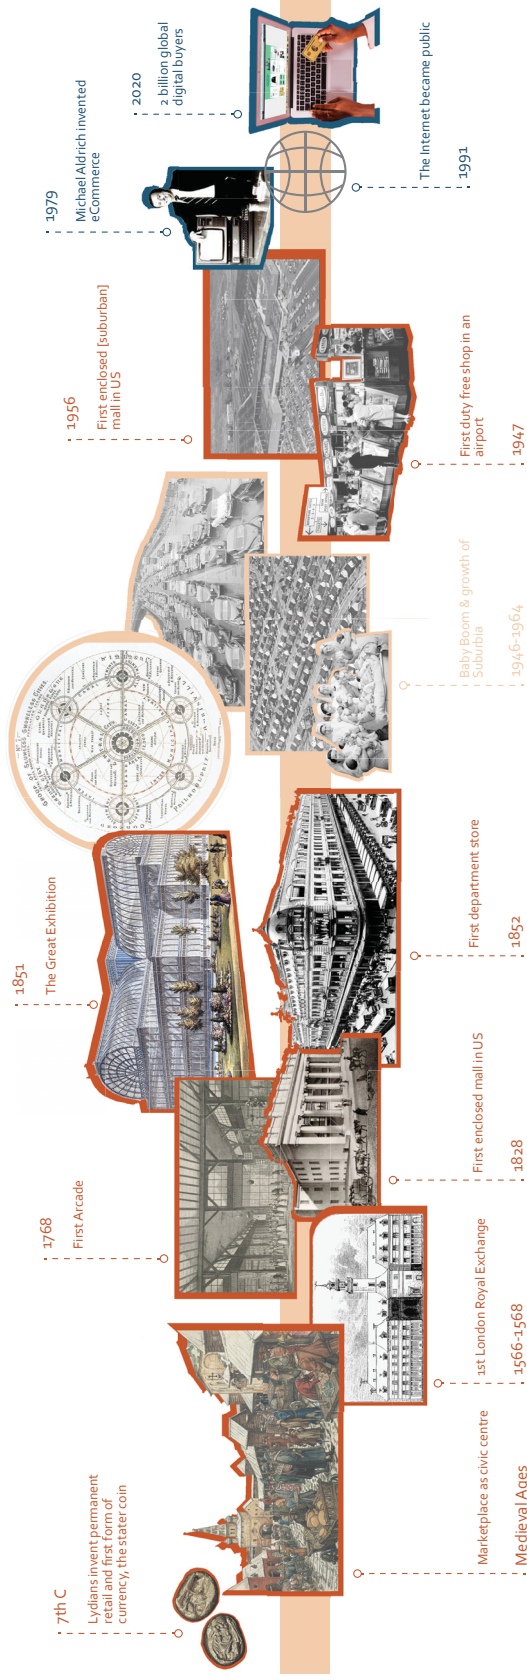 7th C
Lydians invent permanent
retail and first form of
currency, the stater coin
Marketplace as civic centre
Medieval Ages
1st London Royal Exchange
1566-1568
1768
First Arcade
First enclosed mall in US
1828
1851
The Great Exhibition
First department store
1852
Baby Boom & growth of
Suburbia
1946-1964
First duty free shop in an
airport
1947
1956
First enclosed [suburban]
mall in US
1979
Michael Aldrich invented
eCommerce
The Internet became public
1991
2020
2 billion global
digital buyers